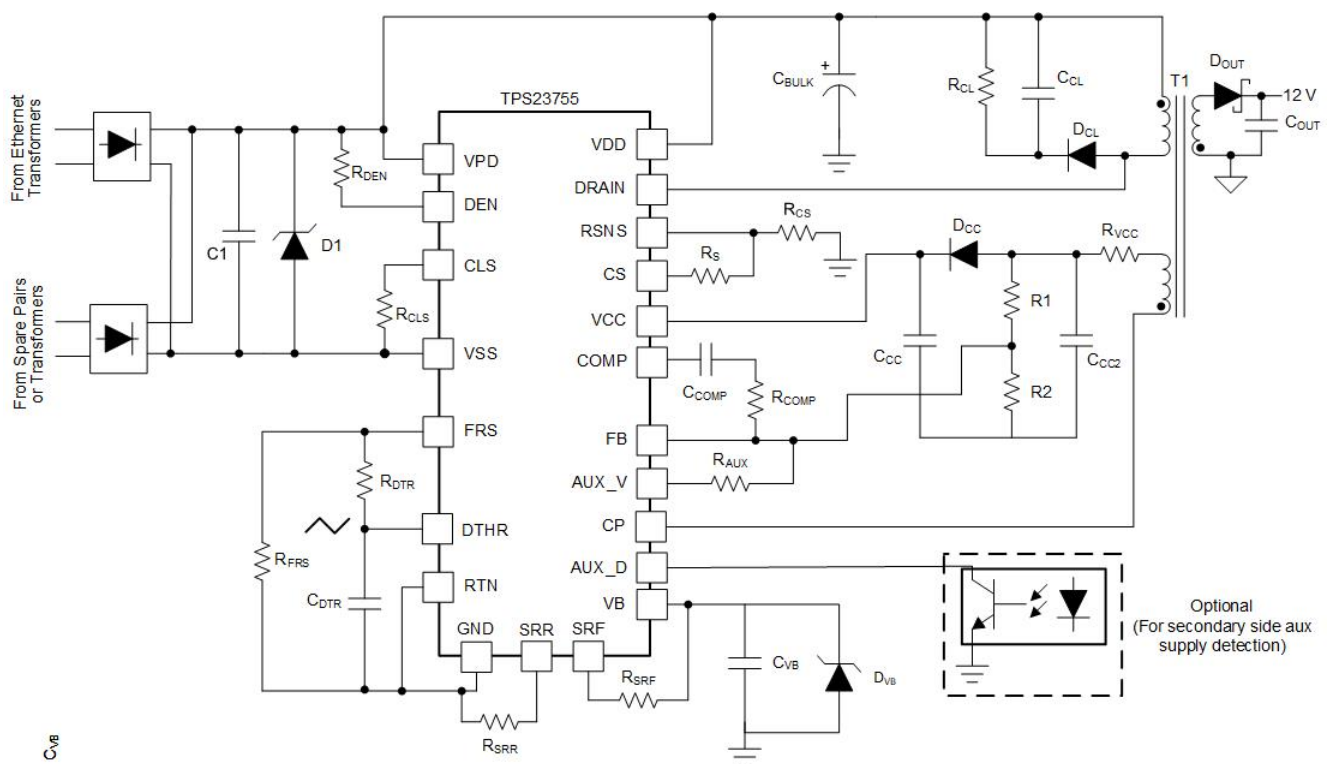 TPS23755
From Ethernet
Transformers
From Spare Pairs
or Transformers
C1
D1
RDEN
RCLS
VPD
DEN
CLS
VSS
FRS
DTHR
RTN
GND
SRR
SRF
VDD
DRAIN
RSNS
CS
VCC
COMP
FB
AUX_V
CP
AUX_D
VB
RDTR
RFRS
CDTR
RSRR
RSRF
CVB
DVB
CBULK
+
RCL
CCL
DCL
T1
DOUT
12 V
COUT
RCS
RS
DCC
RVCC
R1
R2
CCC
CCC2
CCOMP
RCOMP
RAUX
Optional
(For secondary side aux
supply detection)
CVB